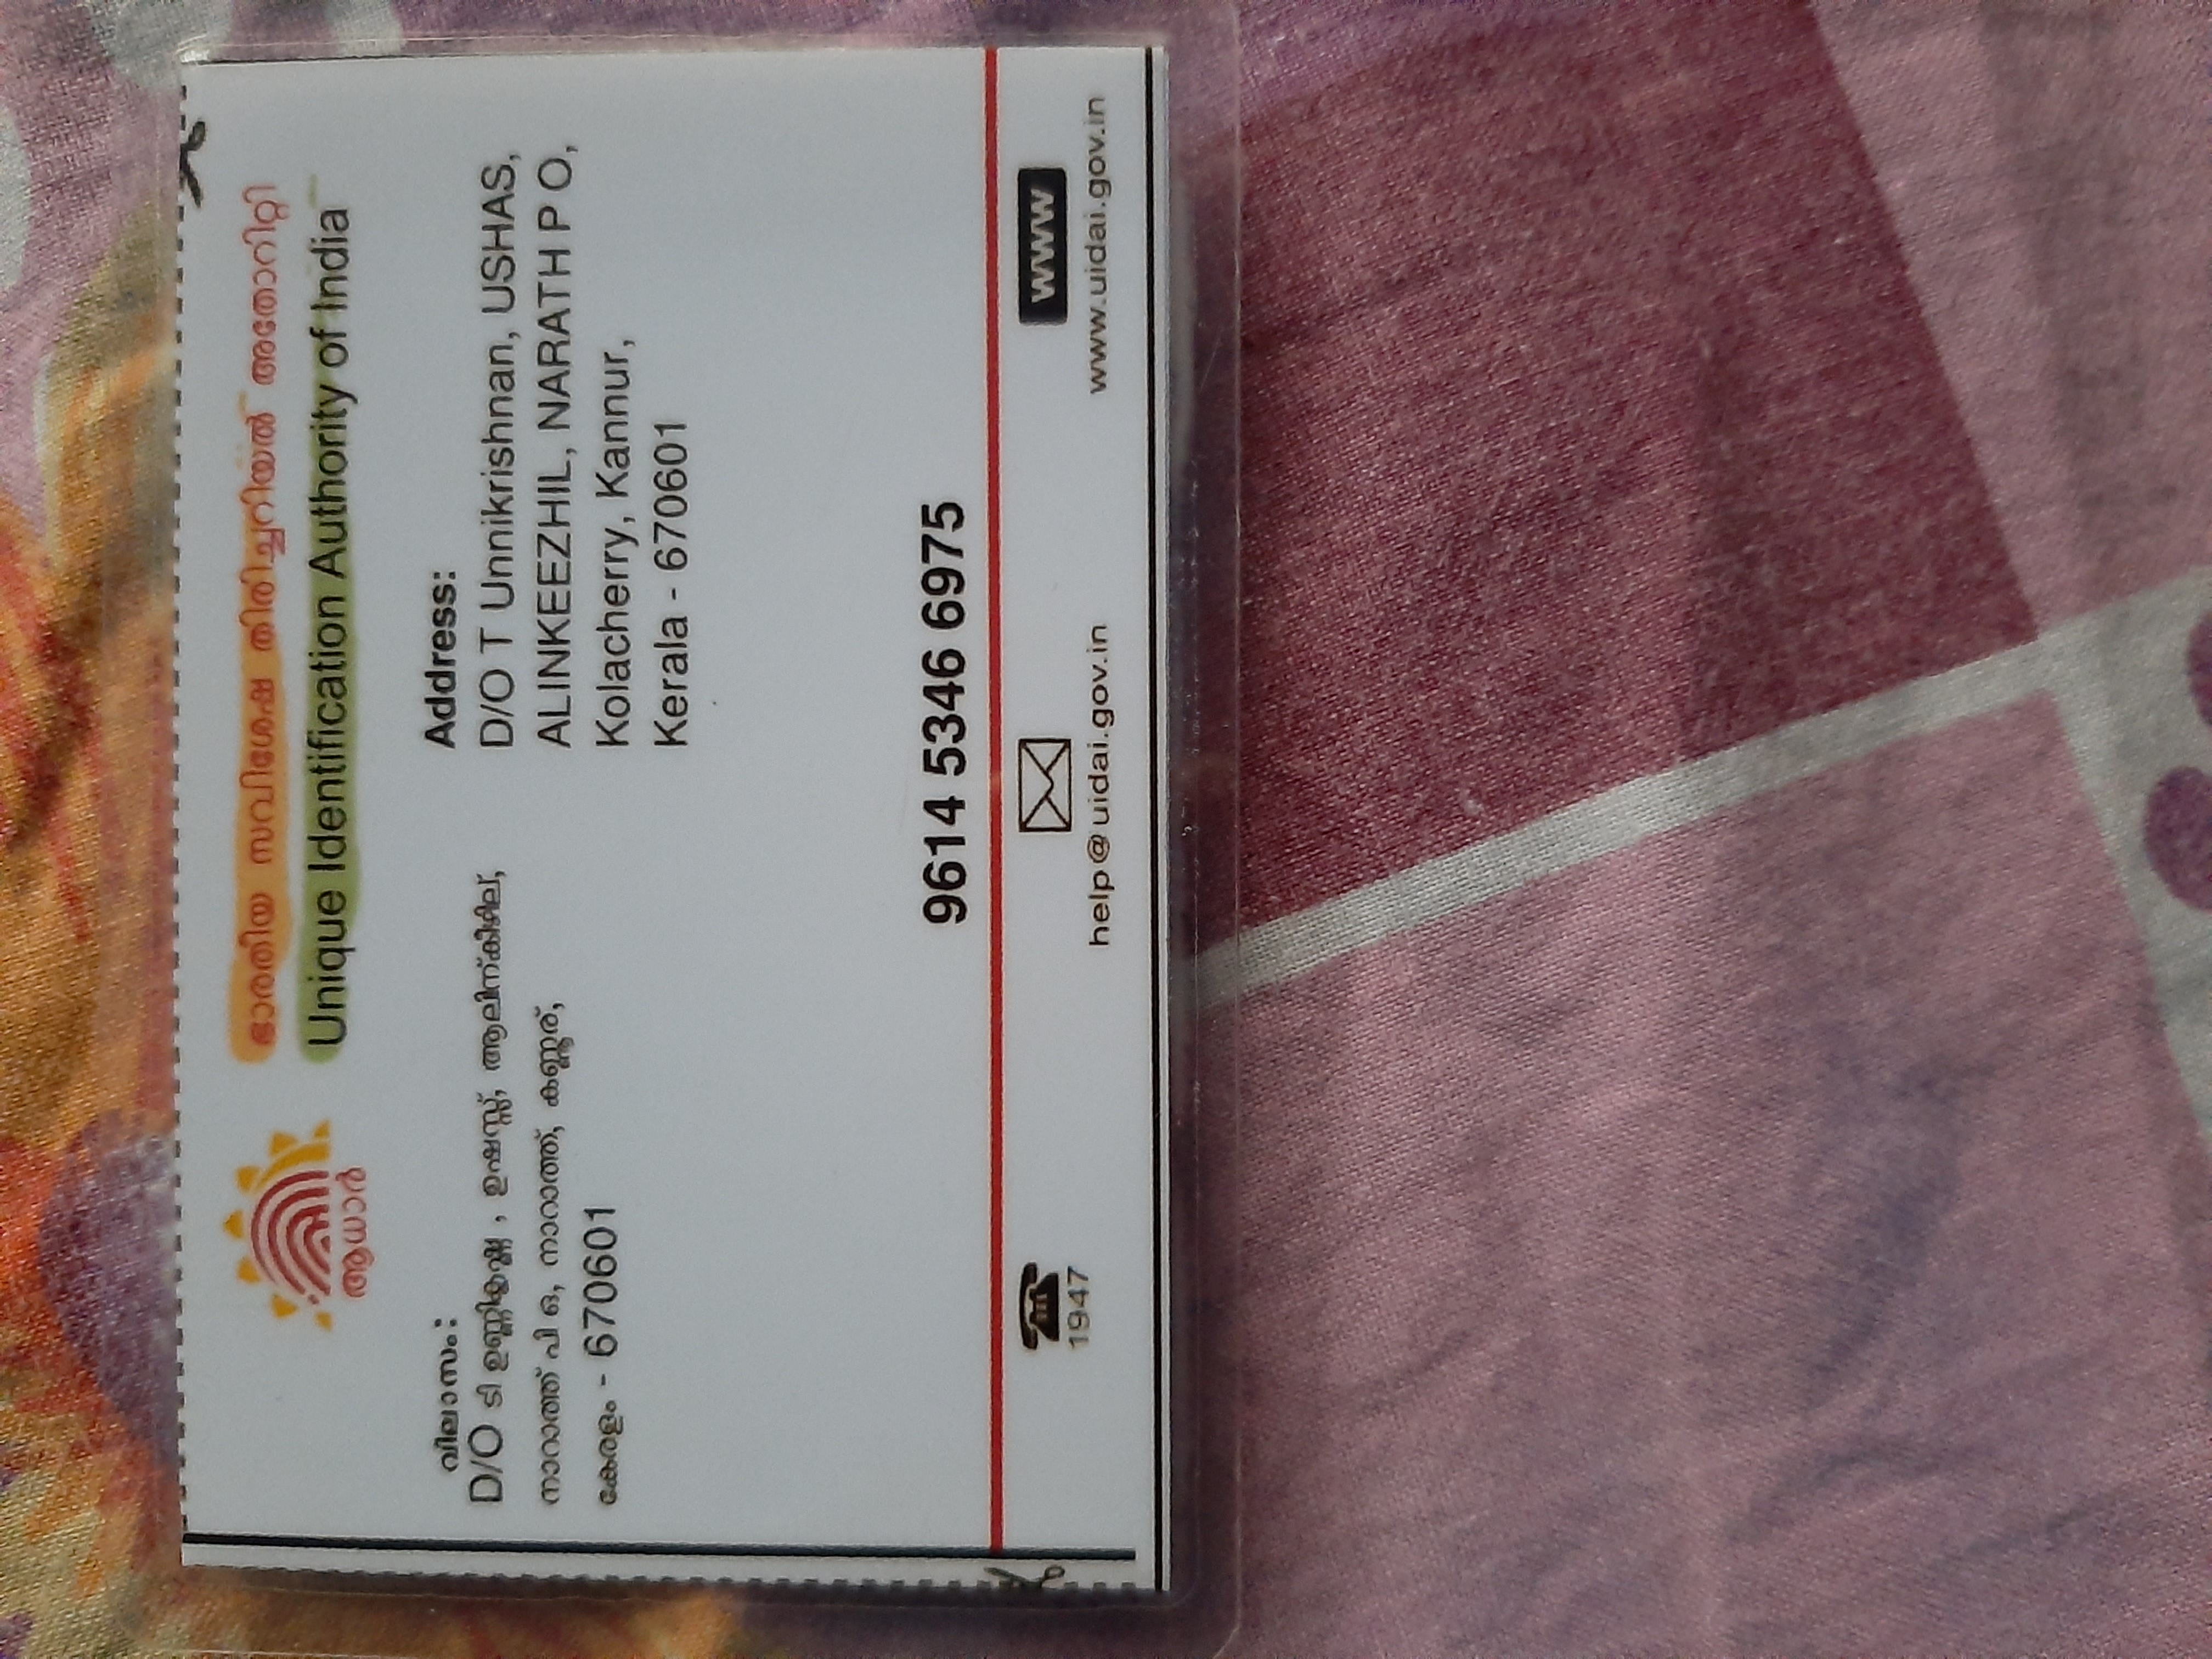 ഭാരതീയ സവിശേഷ തിരിച്ചറിയൽ അതോറിറ്റി
Unique Identification Authority of India
ആധാർ
വിലാസം:
D/O ടി ഉണ്ണികൃഷ്ണ , ഉഷസ്സ്, ആലിന്കീഴില്,
നാറാത്ത് പി ഒ, നാറാത്ത്, കണ്ണൂര്,
കേരളം - 670601
Address:
D/O T Unnikrishnan, USHAS,
ALINKEEZHIL, NARATH P O,
Kolacherry, Kannur,
Kerala - 670601
9614 5346 6975
1947
help@uidai.gov.in
WWW
www.uidai.gov.in